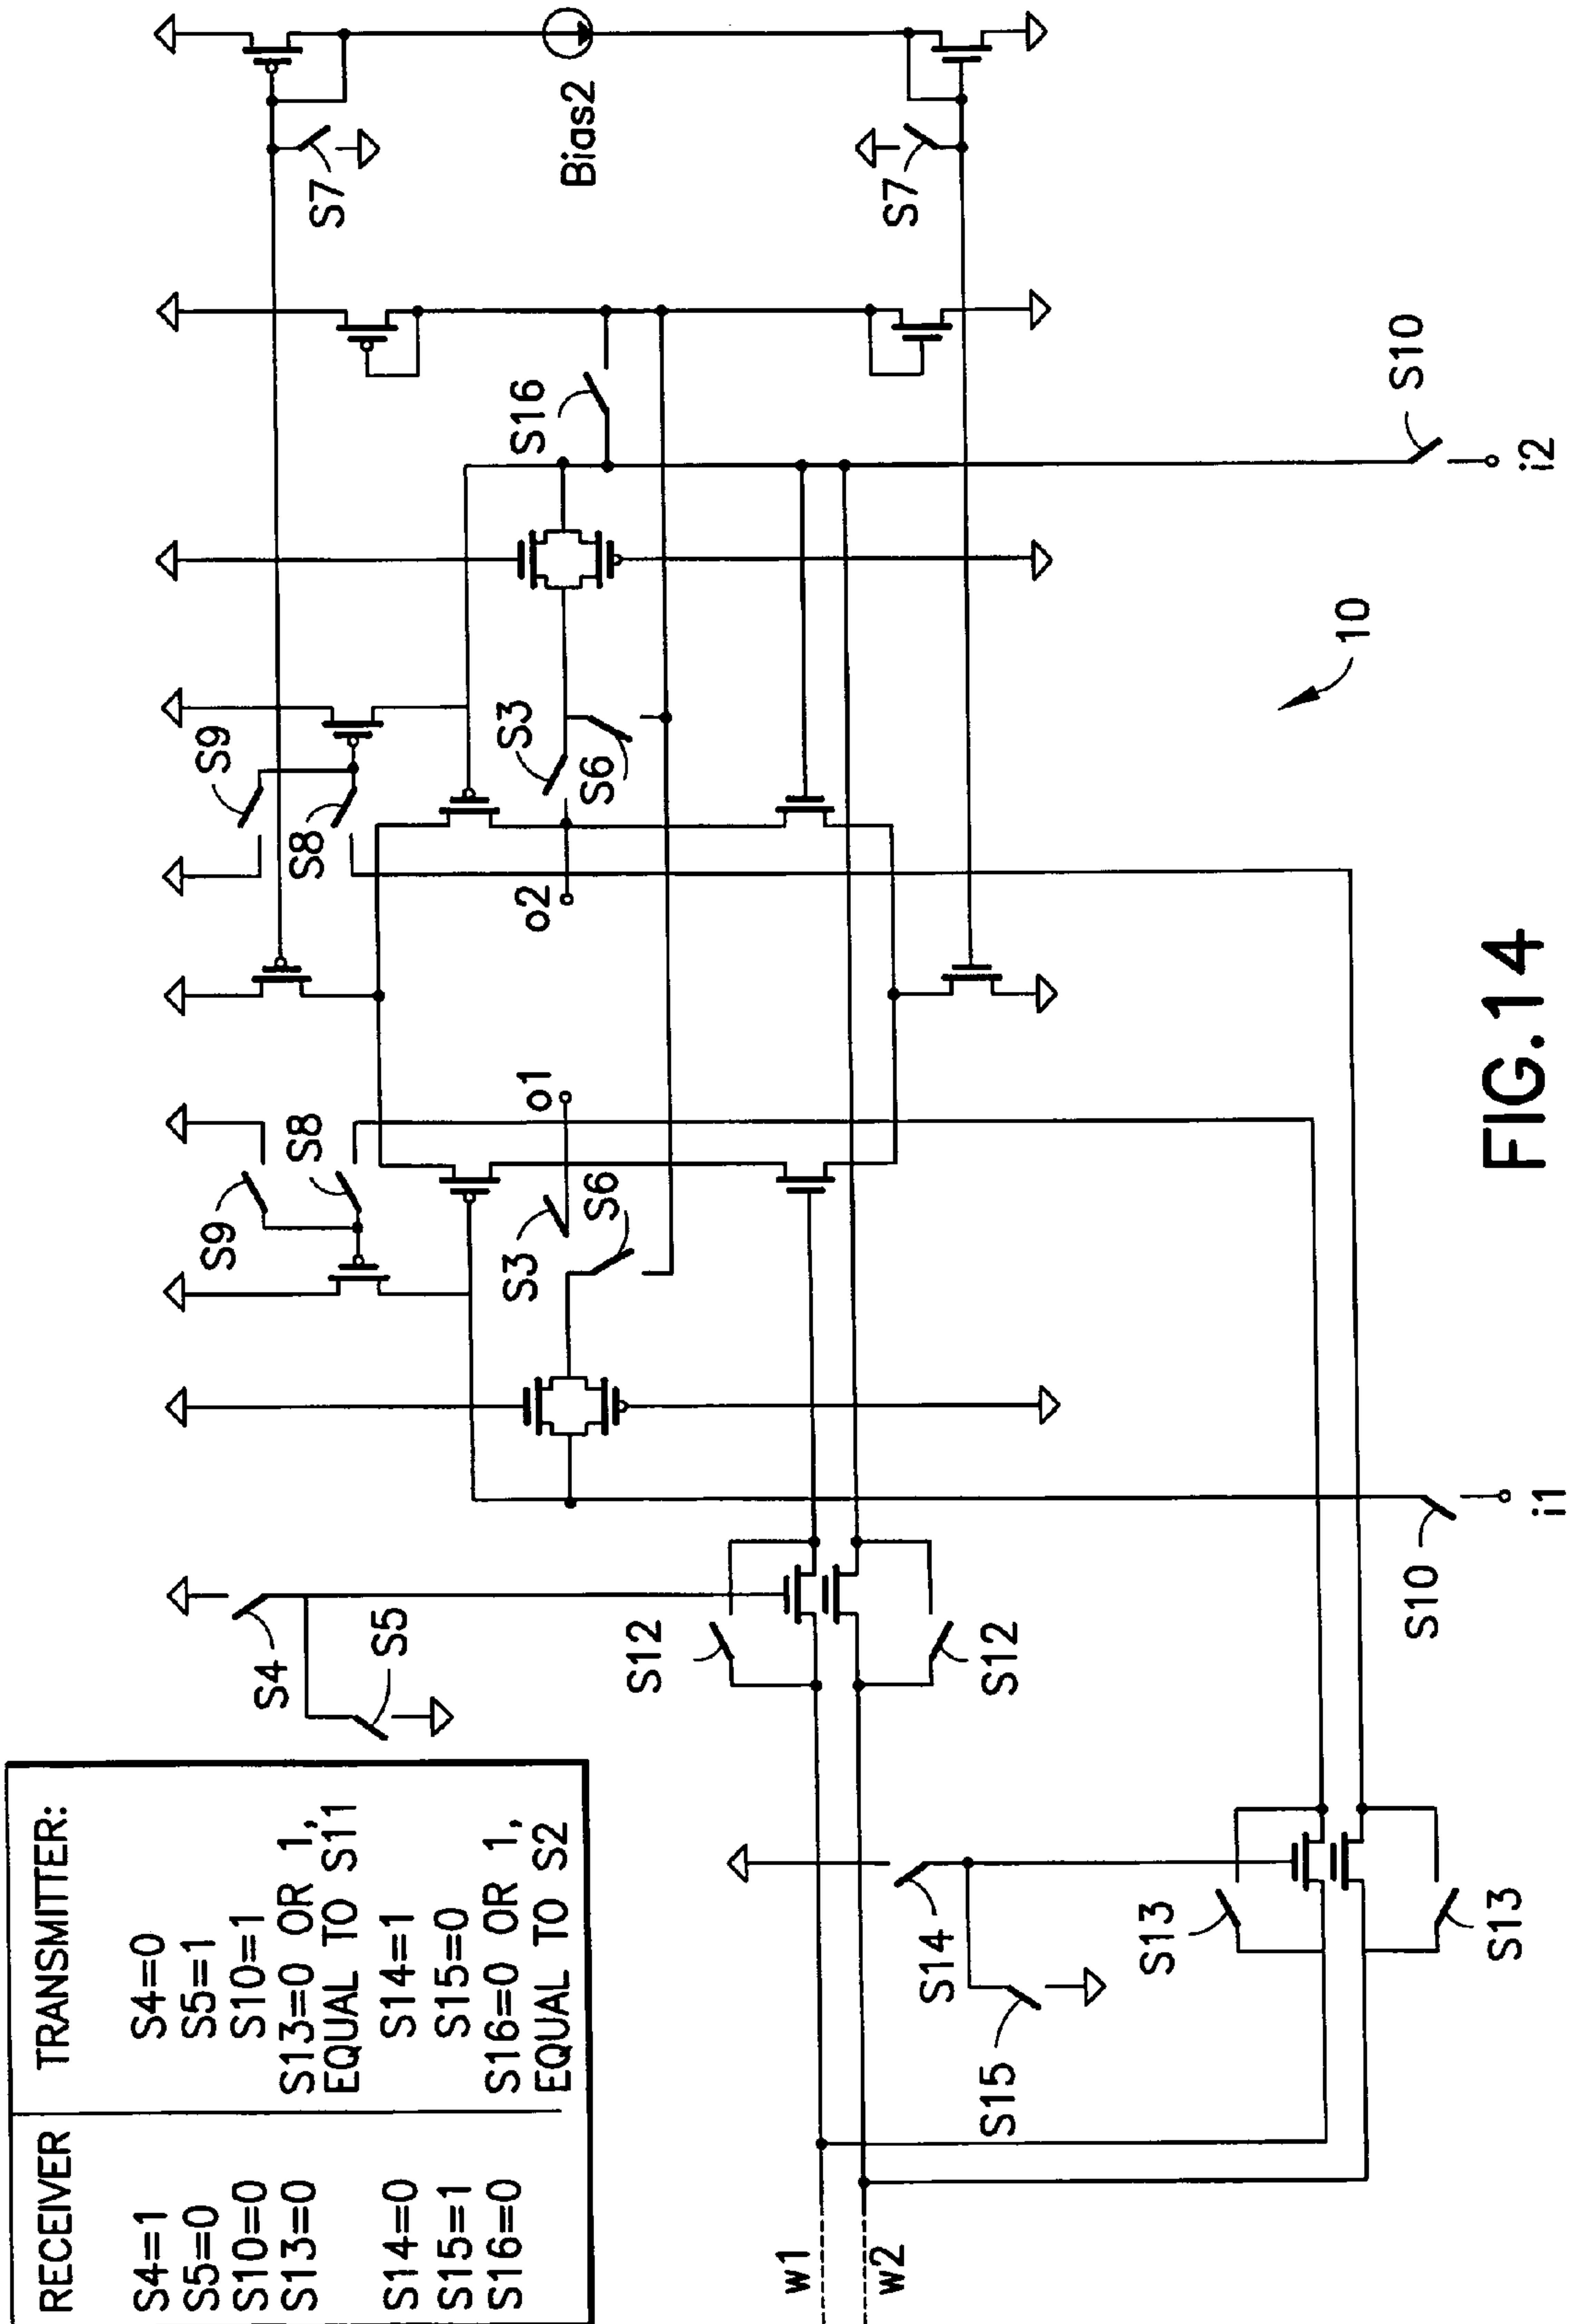 RECEIVER
S4=1
S5=0
S10=0
S13=0
S14=0
S15=1
S16=0
TRANSMITTER:
S4=0
S5=1
S10=1
S13=0 OR 1,
EQUAL TO S11
S14=1
S15=0
S16=0 OR 1,
EQUAL TO S2
S4
S5
S9
S8
S9
S8
S7
S3
S6
o1
o2
S3
S6
S16
Bias2
S12
S12
S7
w1
w2
S14
S15
S13
S13
S10
i1
S10
i2
10
FIG.14